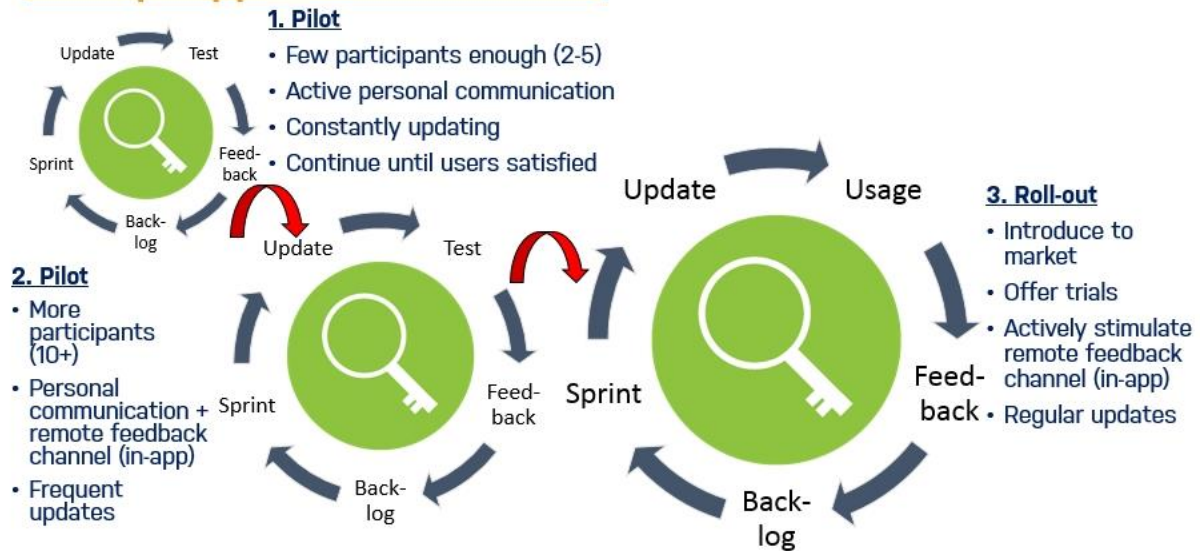 1. Pilot
• Few participants enough (2-5)
• Active personal communication
• Constantly updating
• Continue until users satisfied
Update
Test
Feed-
back
Back-
log
Sprint
2. Pilot
• More
participants
(10+)
• Personal
communication +
remote feedback
channel (in-app)
• Frequent
updates
Update
Test
Feed-
back
Back-
log
Sprint
3. Roll-out
• Introduce to
market
• Offer trials
• Actively stimulate
remote feedback
channel (in-app)
• Regular updates
Update
Usage
Feed-
back
Back-
log
Sprint